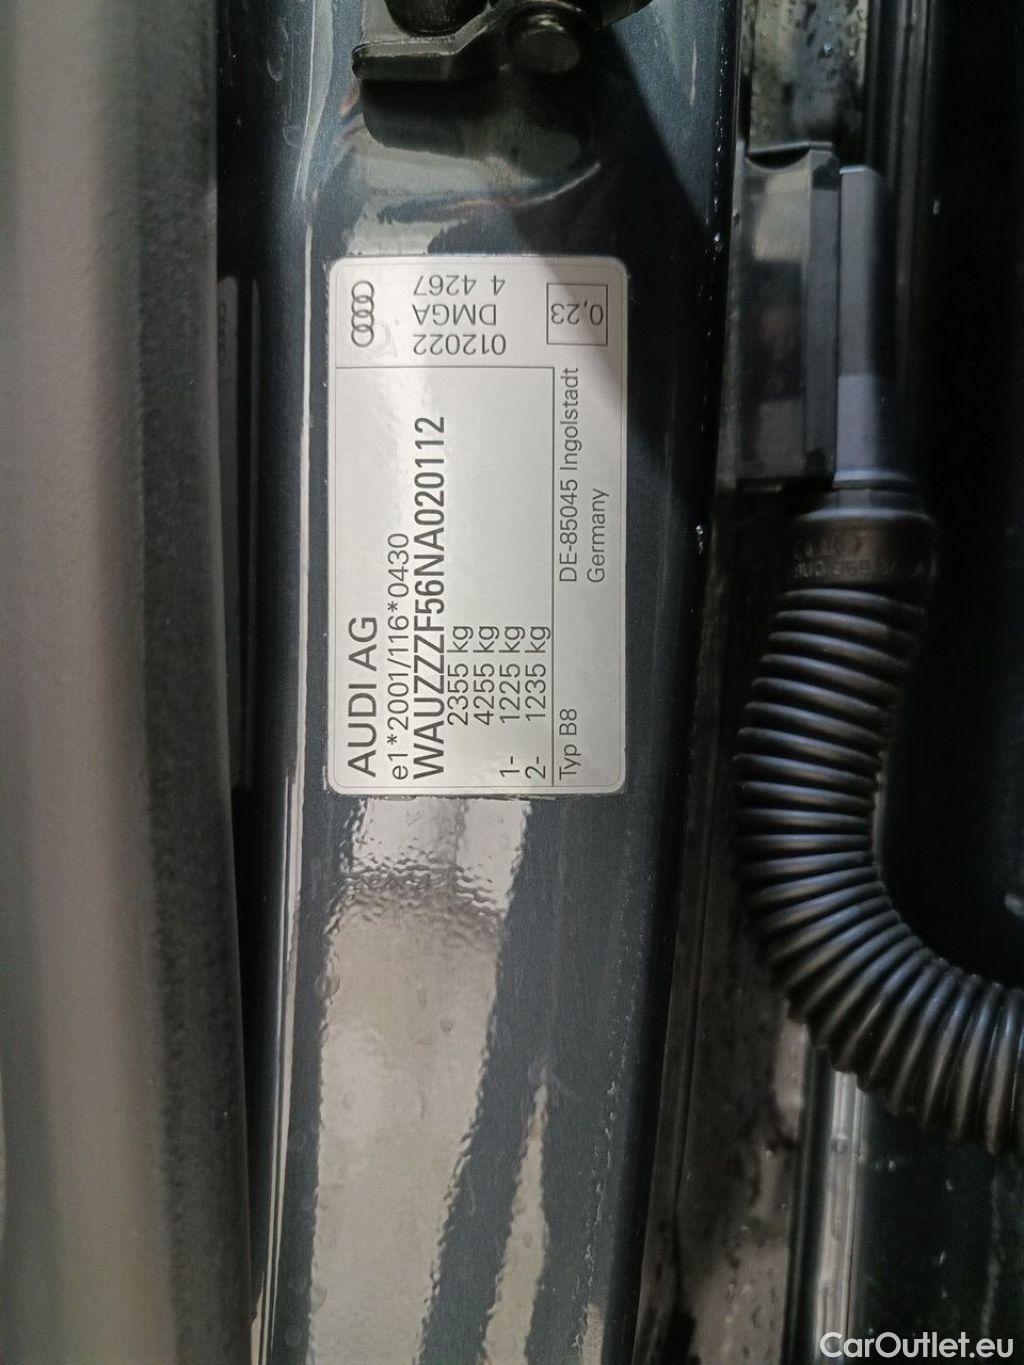 AUDI AG
e1*2001/116*0430
WAUZZZF56NA020112
2355 kg
4255 kg
1- 1225 kg
2- 1235 kg
Typ B8
DE-85045 Ingolstadt
Germany
012022
DMGA
4 4267
0,23
CarOutlet.eu